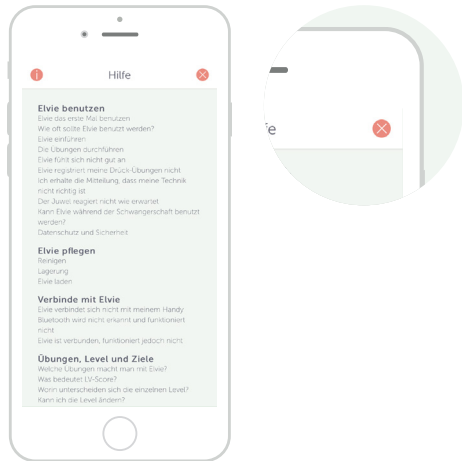 Hilfe
Elvie benutzen
Elvie das erste Mal benutzen
Wie oft sollte Elvie benutzt werden?
Elvie einführen
Die Übungen durchführen
Elvie fühlt sich nicht gut an
Elvie registriert meine Drück-Übungen nicht
Ich erhalte die Mitteilung, dass meine Technik
nicht richtig ist
Der Juwel reagiert nicht wie erwartet
Kann Elvie während der Schwangerschaft benutzt
werden?
Datenschutz und Sicherheit
Elvie pflegen
Reinigen
Lagerung
Elvie laden
Verbinde mit Elvie
Elvie verbindet sich nicht mit meinem Handy
Bluetooth wird nicht erkannt und funktioniert
nicht
Elvie ist verbunden, funktioniert jedoch nicht
Übungen, Level und Ziele
Welche Übungen macht man mit Elvie?
Was bedeutet LV-Score?
Worin unterscheiden sich die einzelnen Level?
Kann ich die Level ändern?
fe